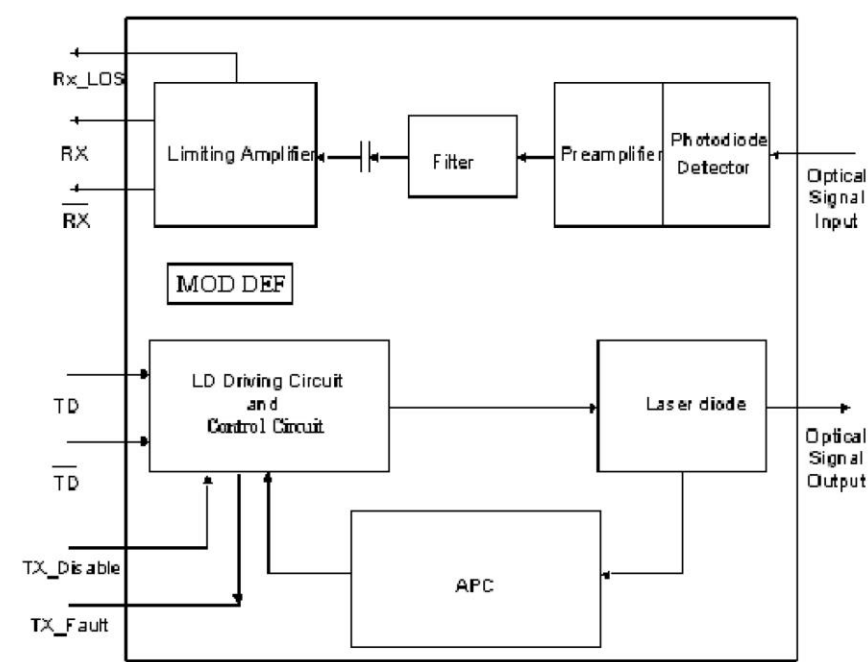 Rx_LOS
RX
RX
Limiting Amplifier
Filter
Preamplifier
Photodiode
Detector
Optical
Signal
Input
MOD DEF
TD
TD
LD Driving Circuit
and
Control Circuit
Laser diode
Optical
Signal
Output
TX_Disable
TX_Fault
APC